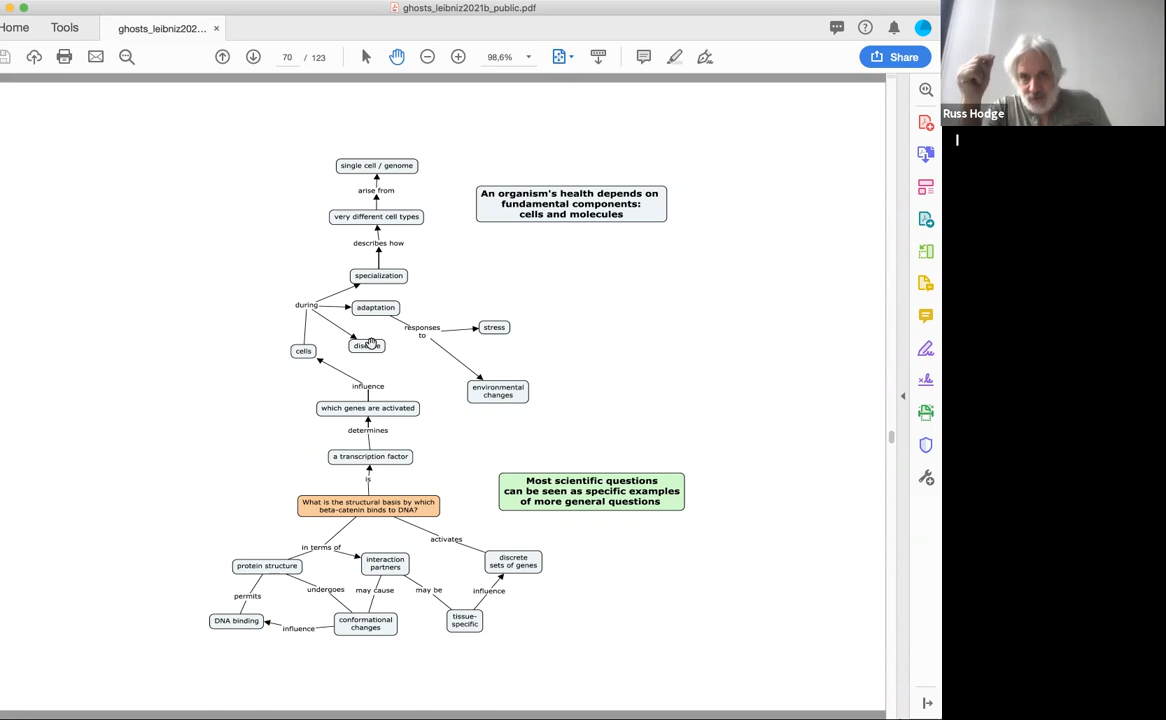 ghosts_leibniz2021b_public.pdf
Home
Tools
ghosts_leibniz202...
70 / 123
98,6%
Share
Russ Hodge
single cell / genome
arise from
very different cell types
describes how
specialization
An organism's health depends on
fundamental components:
cells and molecules
during
adaptation
responses
to
stress
cells
environmental
changes
influence
which genes are activated
determines
a transcription factor
is
What is the structural basis by which
beta-catenin binds to DNA?
Most scientific questions
can be seen as specific examples
of more general questions
in terms of
activates
protein structure
interaction
partners
discrete
sets of genes
permits
undergoes
may cause
may be
influence
DNA binding
influence
conformational
changes
tissue-
specific